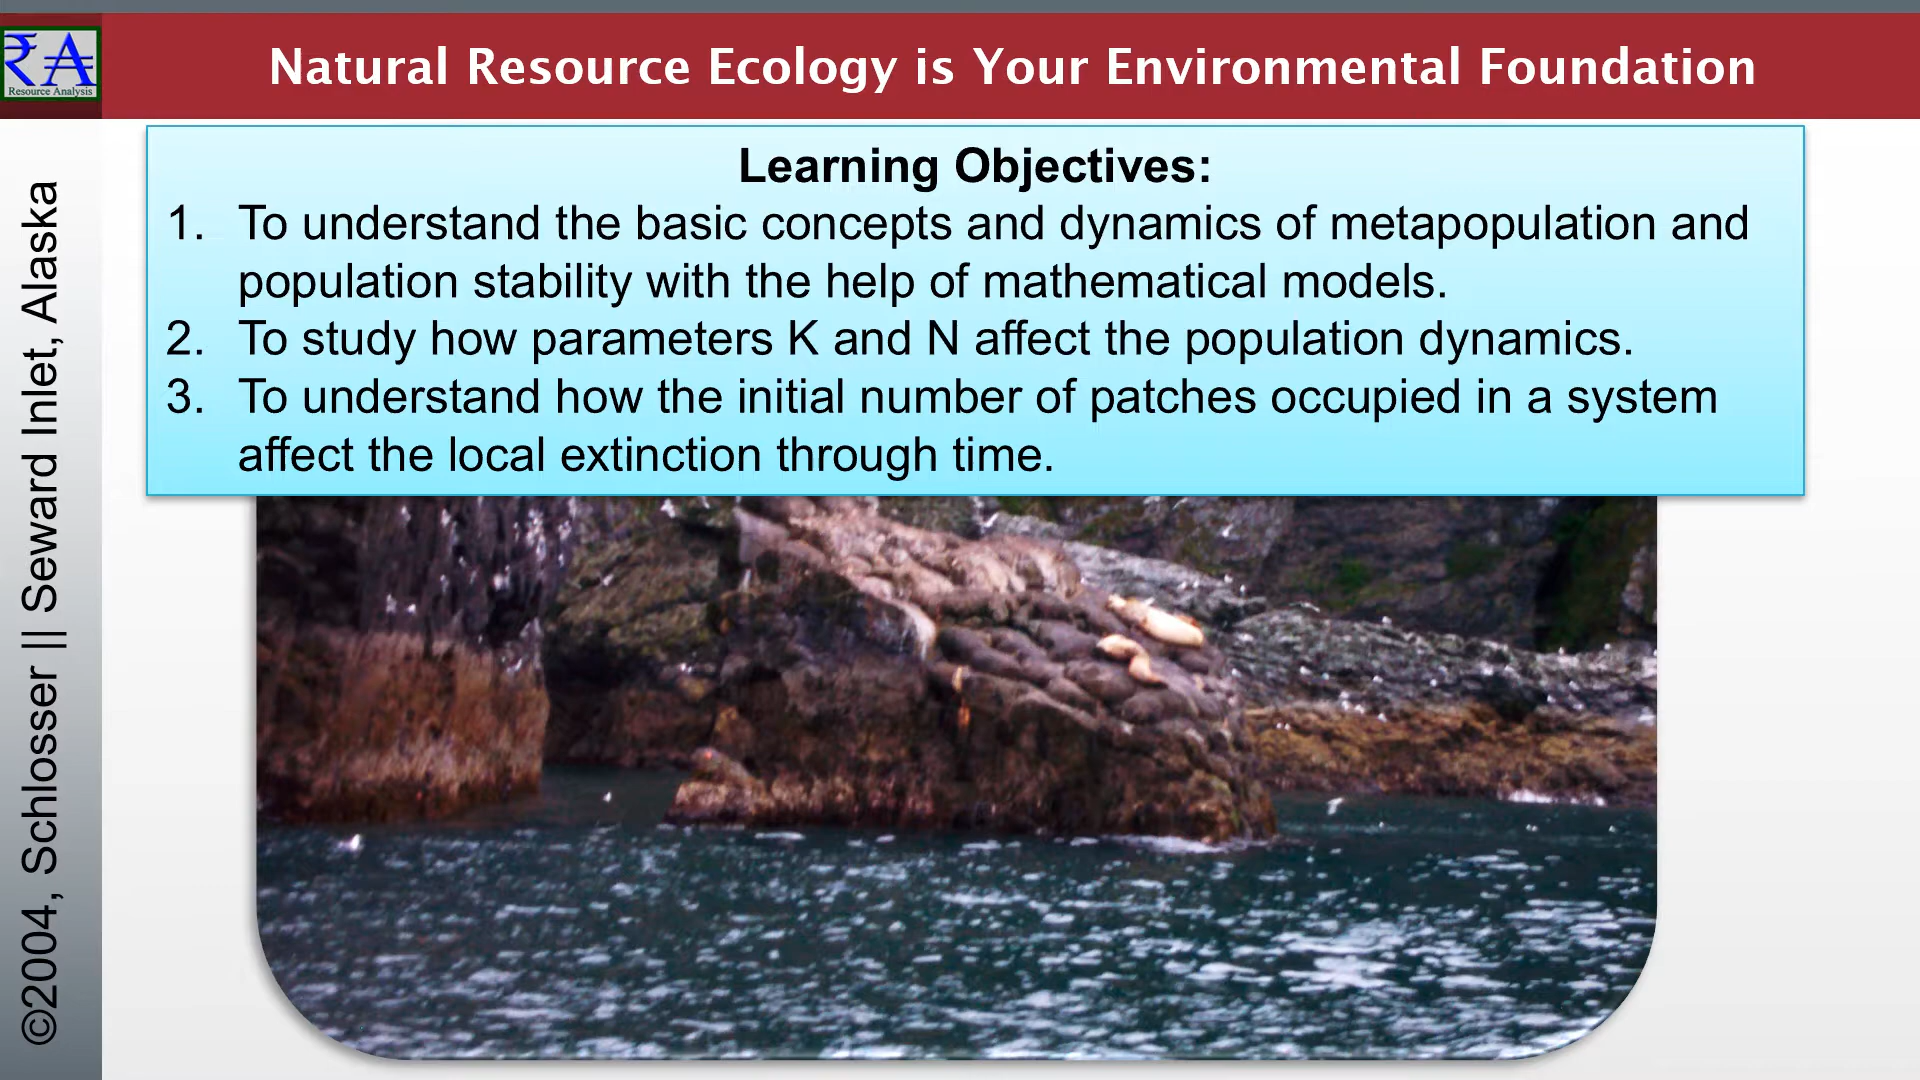 ₹A
Resource Analysis
Natural Resource Ecology is Your Environmental Foundation
©2004, Schlosser || Seward Inlet, Alaska
Learning Objectives:
1. To understand the basic concepts and dynamics of metapopulation and
population stability with the help of mathematical models.
2. To study how parameters K and N affect the population dynamics.
3. To understand how the initial number of patches occupied in a system
affect the local extinction through time.